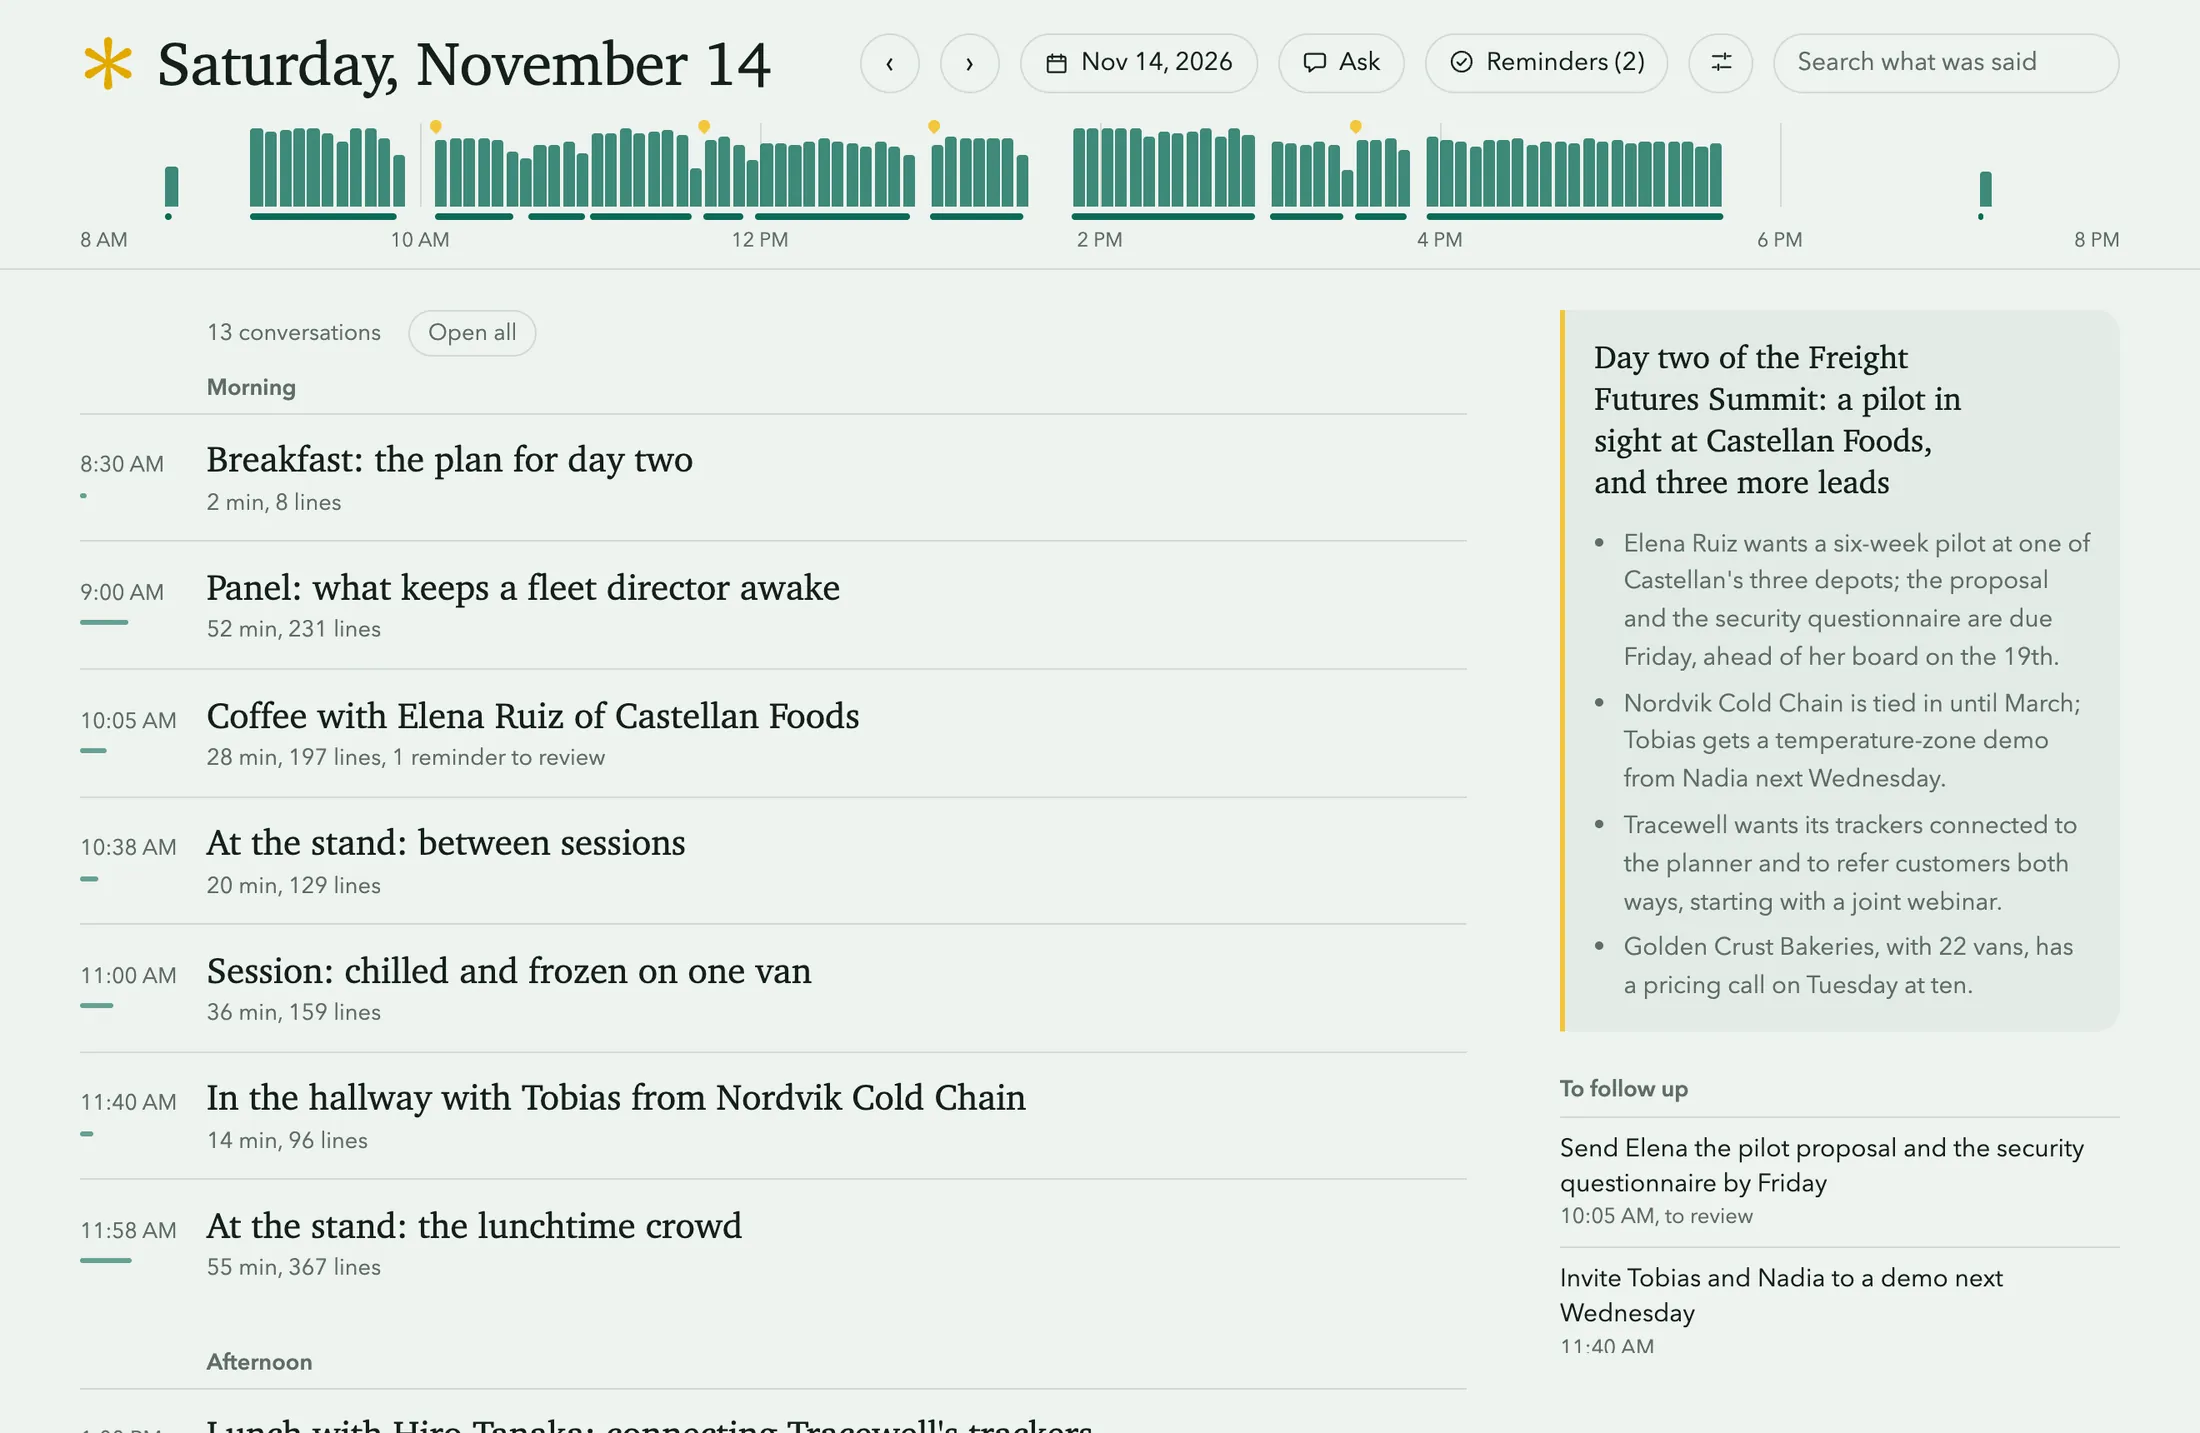 Saturday, November 14
Nov 14, 2026
Ask
Reminders (2)
Search what was said
8 AM
10 AM
12 PM
2 PM
4 PM
6 PM
8 PM
13 conversations
Open all
Morning
8:30 AM
Breakfast: the plan for day two
2 min, 8 lines
9:00 AM
Panel: what keeps a fleet director awake
52 min, 231 lines
10:05 AM
Coffee with Elena Ruiz of Castellan Foods
28 min, 197 lines, 1 reminder to review
10:38 AM
At the stand: between sessions
20 min, 129 lines
11:00 AM
Session: chilled and frozen on one van
36 min, 159 lines
11:40 AM
In the hallway with Tobias from Nordvik Cold Chain
14 min, 96 lines
11:58 AM
At the stand: the lunchtime crowd
55 min, 367 lines
Afternoon
Lunch with Hiro Tanaka: connecting Tracewell's trackers
Day two of the Freight
Futures Summit: a pilot in
sight at Castellan Foods,
and three more leads
• Elena Ruiz wants a six-week pilot at one of
Castellan's three depots; the proposal
and the security questionnaire are due
Friday, ahead of her board on the 19th.
• Nordvik Cold Chain is tied in until March;
Tobias gets a temperature-zone demo
from Nadia next Wednesday.
• Tracewell wants its trackers connected to
the planner and to refer customers both
ways, starting with a joint webinar.
• Golden Crust Bakeries, with 22 vans, has
a pricing call on Tuesday at ten.
To follow up
Send Elena the pilot proposal and the security
questionnaire by Friday
10:05 AM, to review
Invite Tobias and Nadia to a demo next
Wednesday
11:40 AM